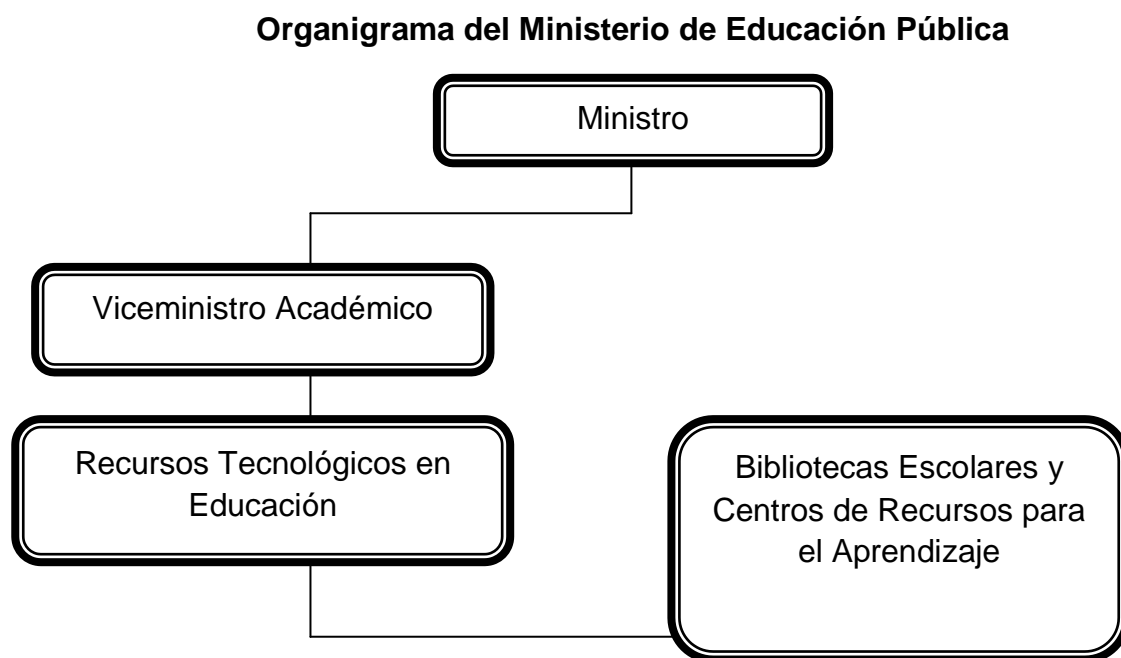 Organigrama del Ministerio de Educación Pública
Ministro
Viceministro Académico
Recursos Tecnológicos en
Educación
Bibliotecas Escolares y
Centros de Recursos para
el Aprendizaje